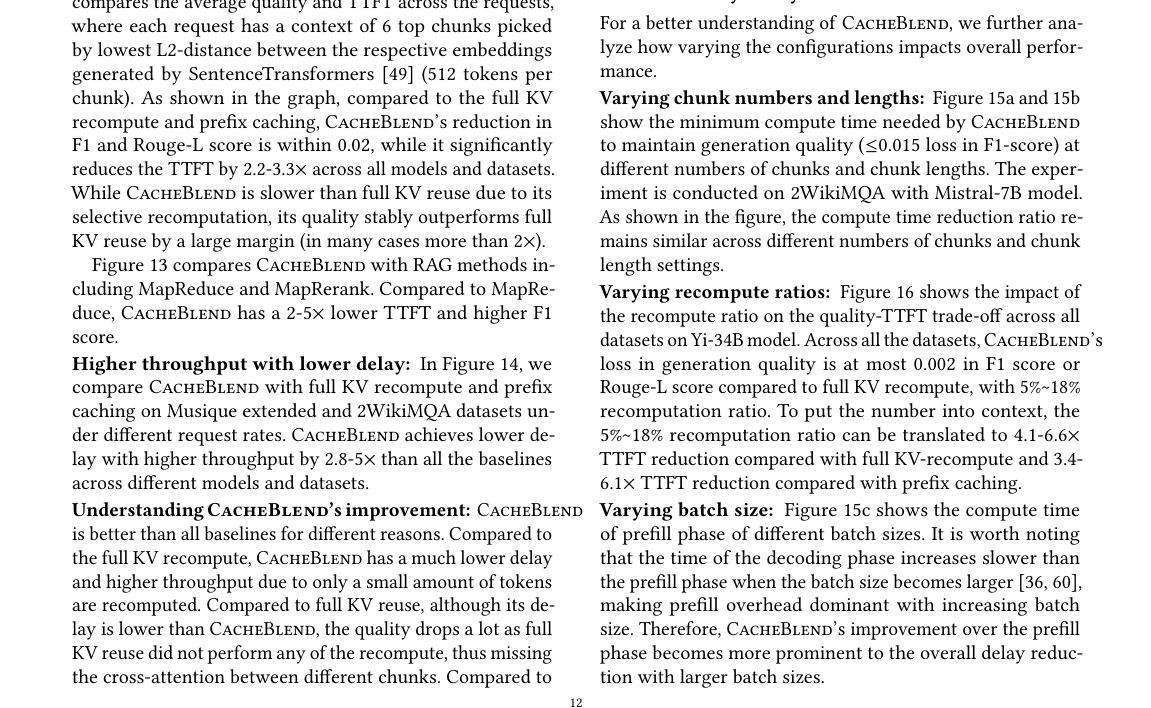 compares the average quality and TTFT across the requests,
where each request has a context of 6 top chunks picked
by lowest L2-distance between the respective embeddings
generated by SentenceTransformers [49] (512 tokens per
chunk). As shown in the graph, compared to the full KV
recompute and prefix caching, CACHEBLEND's reduction in
F1 and Rouge-L score is within 0.02, while it significantly
reduces the TTFT by 2.2-3.3× across all models and datasets.
While CACHEBLEND is slower than full KV reuse due to its
selective recomputation, its quality stably outperforms full
KV reuse by a large margin (in many cases more than 2×).
Figure 13 compares CACHEBLEND with RAG methods in-
cluding MapReduce and MapRerank. Compared to MapRe-
duce, CACHEBLEND has a 2-5× lower TTFT and higher F1
score.
Higher throughput with lower delay: In Figure 14, we
compare CACHEBLEND with full KV recompute and prefix
caching on Musique extended and 2WikiMQA datasets un-
der different request rates. CACHEBLEND achieves lower de-
lay with higher throughput by 2.8-5× than all the baselines
across different models and datasets.
Understanding CACHEBLEND's improvement: CACHEBLEND
is better than all baselines for different reasons. Compared to
the full KV recompute, CACHEBLEND has a much lower delay
and higher throughput due to only a small amount of tokens
are recomputed. Compared to full KV reuse, although its de-
lay is lower than CACHEBLEND, the quality drops a lot as full
KV reuse did not perform any of the recompute, thus missing
the cross-attention between different chunks. Compared to
For a better understanding of CACHEBLEND, we further ana-
lyze how varying the configurations impacts overall perfor-
mance.
Varying chunk numbers and lengths: Figure 15a and 15b
show the minimum compute time needed by CACHEBLEND
to maintain generation quality (≤0.015 loss in F1-score) at
different numbers of chunks and chunk lengths. The exper-
iment is conducted on 2WikiMQA with Mistral-7B model.
As shown in the figure, the compute time reduction ratio re-
mains similar across different numbers of chunks and chunk
length settings.
Varying recompute ratios: Figure 16 shows the impact of
the recompute ratio on the quality-TTFT trade-off across all
datasets on Yi-34B model. Across all the datasets, CACHEBLEND's
loss in generation quality is at most 0.002 in F1 score or
Rouge-L score compared to full KV recompute, with 5%~18%
recomputation ratio. To put the number into context, the
5%~18% recomputation ratio can be translated to 4.1-6.6×
TTFT reduction compared with full KV-recompute and 3.4-
6.1× TTFT reduction compared with prefix caching.
Varying batch size: Figure 15c shows the compute time
of prefill phase of different batch sizes. It is worth noting
that the time of the decoding phase increases slower than
the prefill phase when the batch size becomes larger [36, 60],
making prefill overhead dominant with increasing batch
size. Therefore, CACHEBLEND's improvement over the prefill
phase becomes more prominent to the overall delay reduc-
tion with larger batch sizes.
12